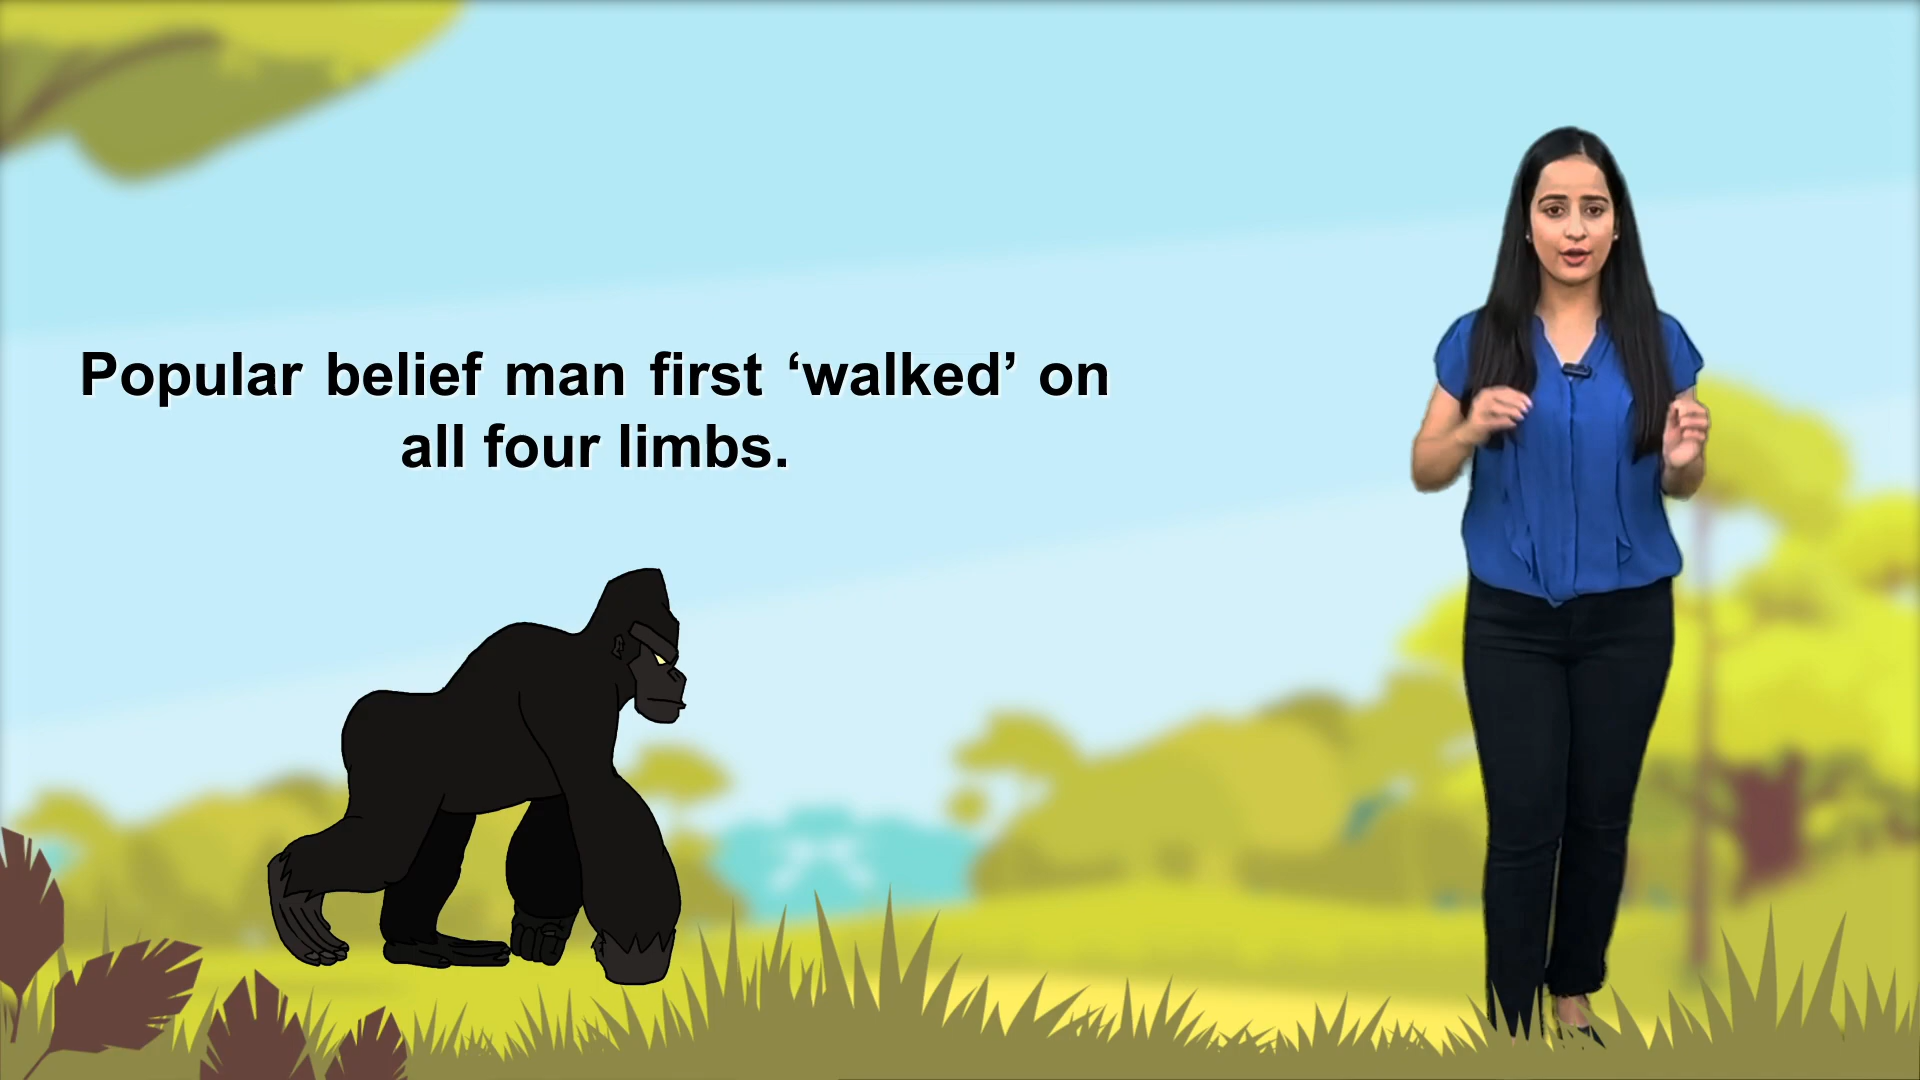 Popular belief man first ‘walked’ on
all four limbs.